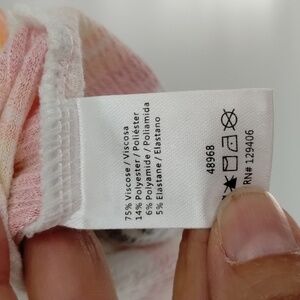 75% Viscose / Viscosa
14% Polyester / Poliéster
6% Polyamide / Poliamida
5% Elastane / Elastano
48968
RN# 129406